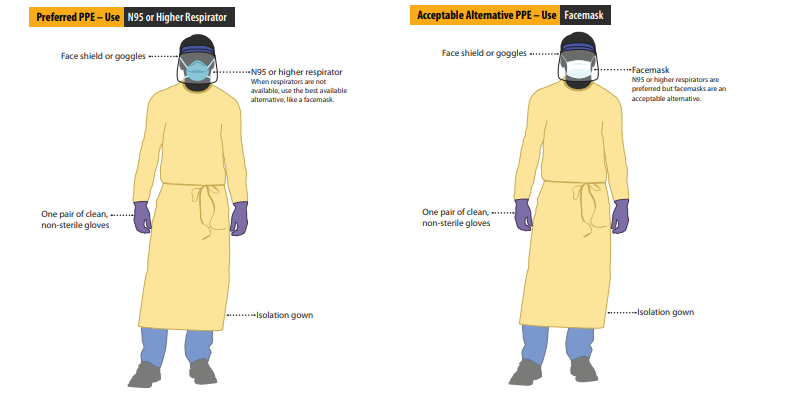 Preferred PPE – Use N95 or Higher Respirator
Face shield or goggles
N95 or higher respirator
When respirators are not
available, use the best available
alternative, like a facemask.
One pair of clean,
non-sterile gloves
Isolation gown
Acceptable Alternative PPE – Use Facemask
Face shield or goggles
Facemask
N95 or higher respirators are
preferred but facemasks are an
acceptable alternative.
One pair of clean,
non-sterile gloves
Isolation gown